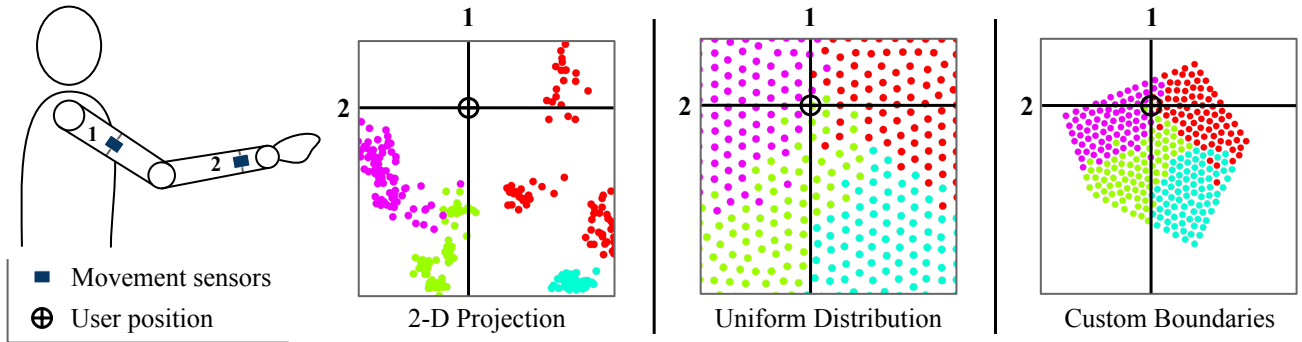 1
2
Movement sensors
User position
1
2
2-D Projection
1
2
Uniform Distribution
1
2
Custom Boundaries